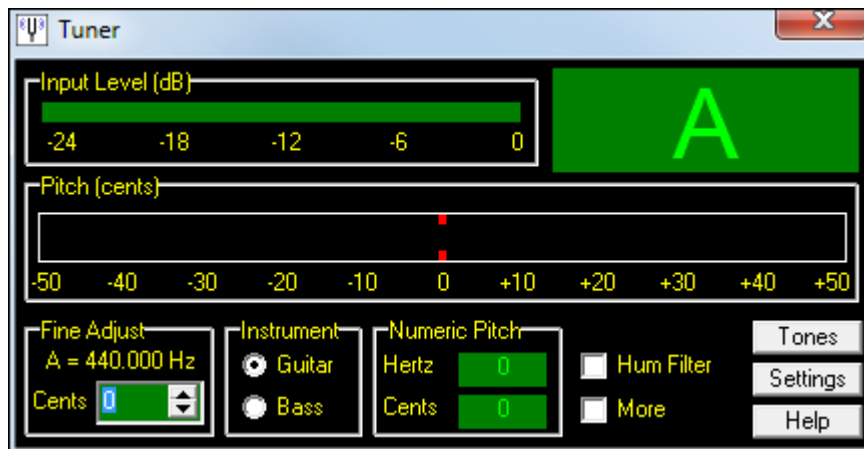 Tuner
Input Level (dB)
-24 -18 -12 -6 0
A
Pitch (cents)
-50 -40 -30 -20 -10 0 +10 +20 +30 +40 +50
Fine Adjust
A = 440.000 Hz
Cents 0
Instrument
Guitar
Bass
Numeric Pitch
Hertz 0
Cents 0
Hum Filter
More
Tones
Settings
Help